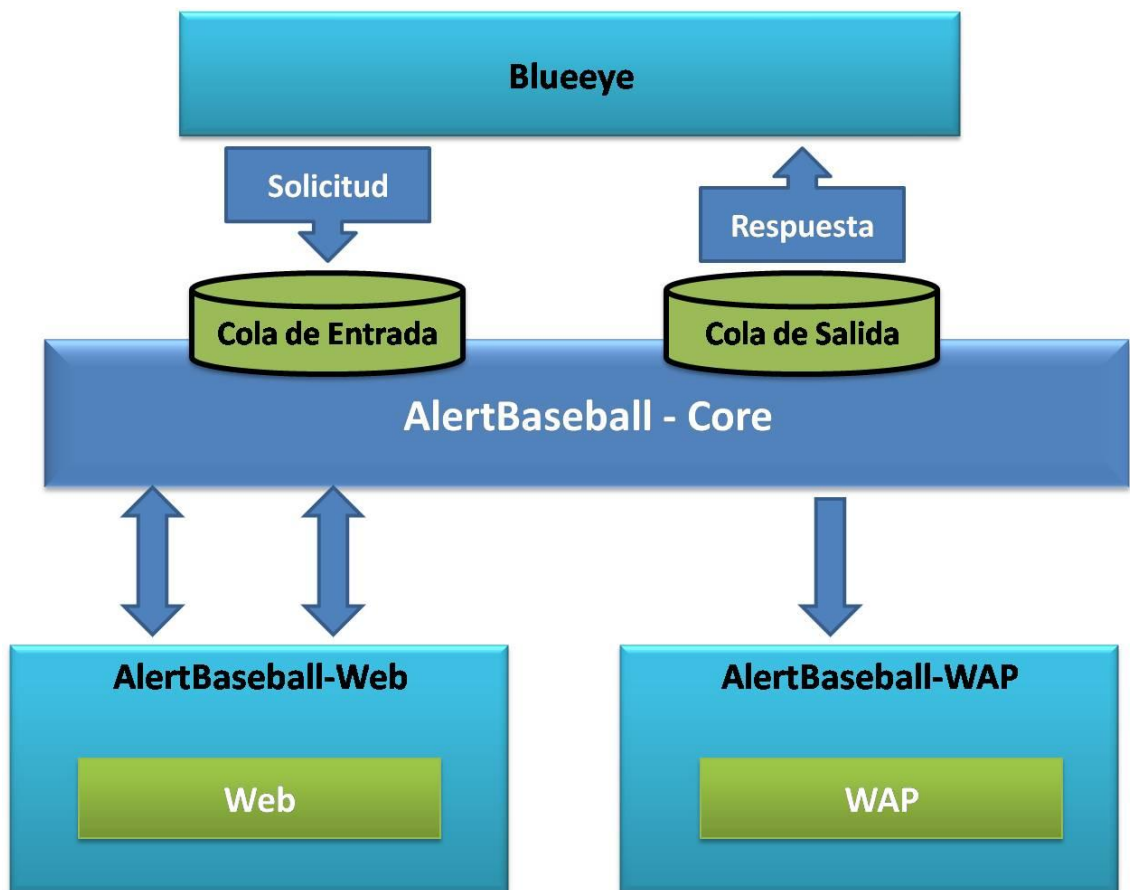 Blueeye
Solicitud
Respuesta
Cola de Entrada
Cola de Salida
AlertBaseball - Core
AlertBaseball-Web
AlertBaseball-WAP
Web
WAP